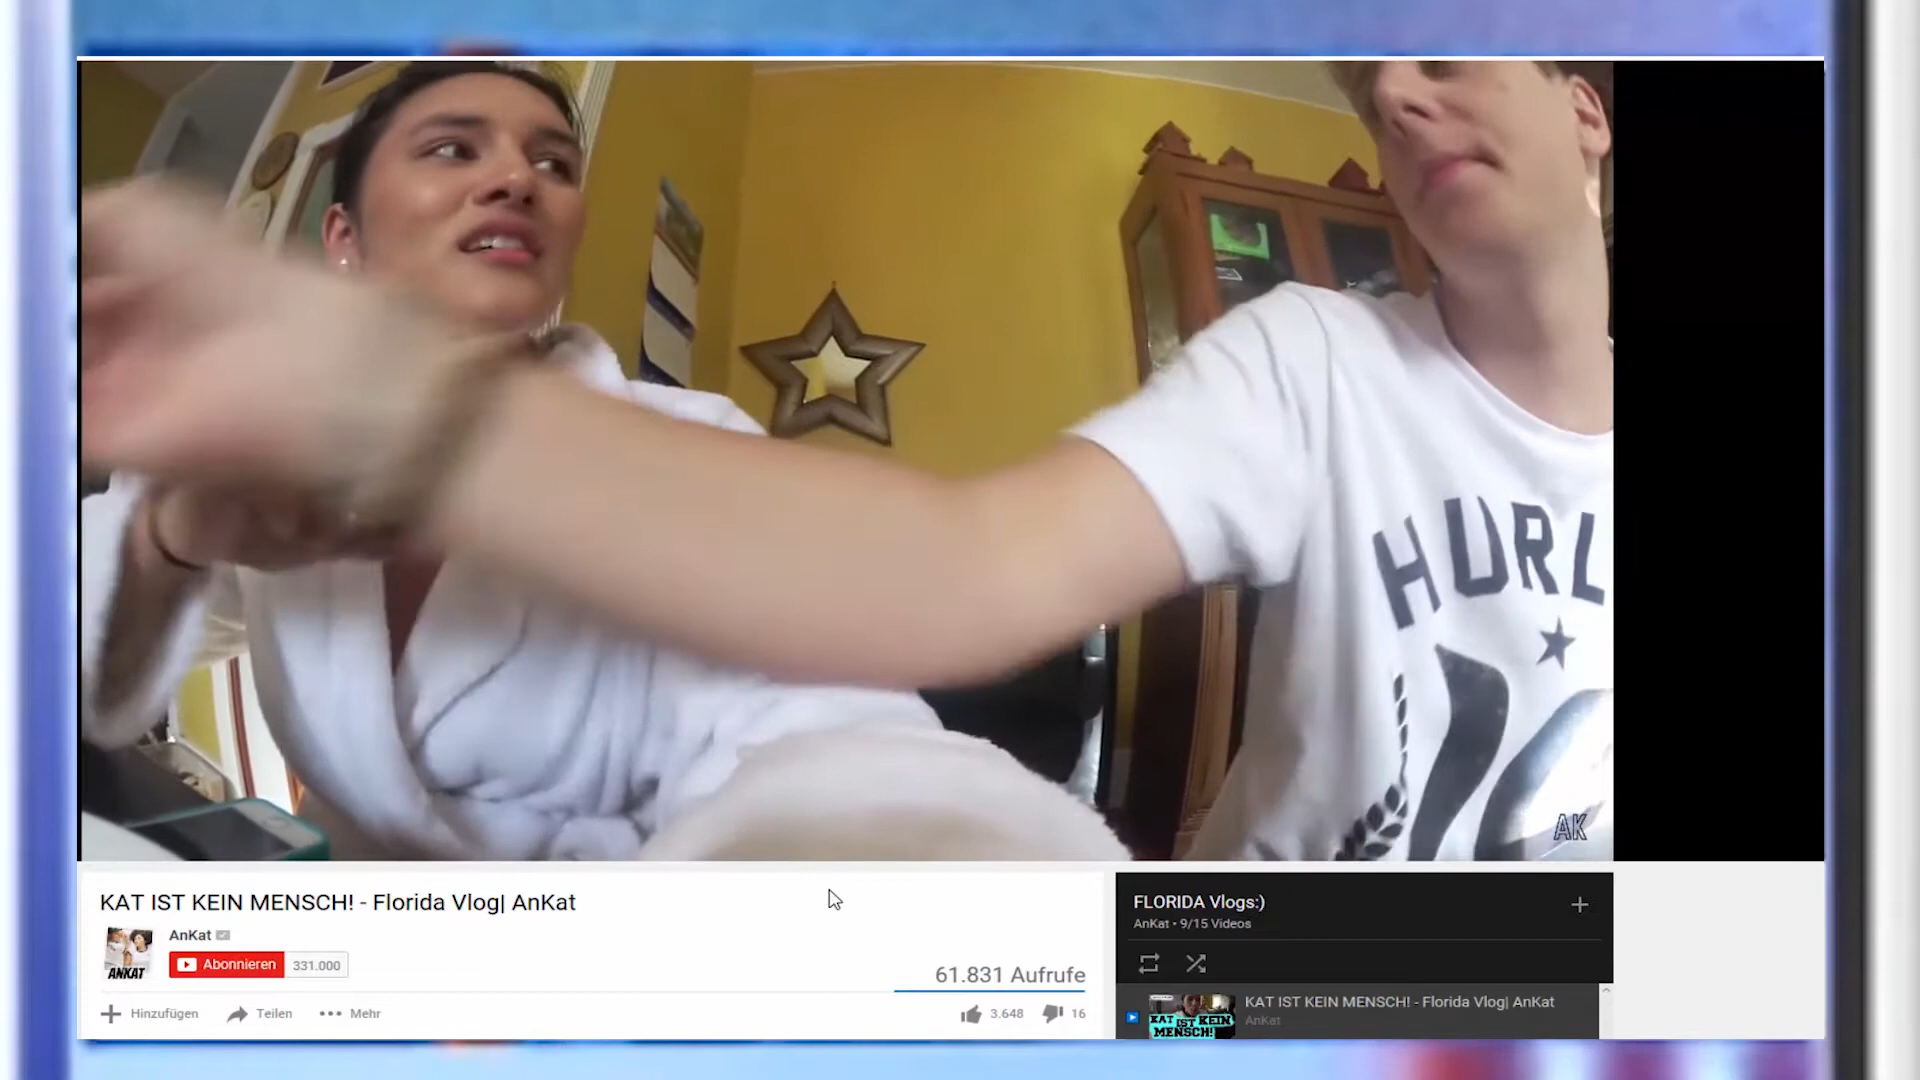 HURL
AK
KAT IST KEIN MENSCH! - Florida Vlog| AnKat
AnKat
ANKAT
Abonnieren
331.000
61.831 Aufrufe
Hinzufügen
Teilen
Mehr
3.648
16
FLORIDA Vlogs:)
AnKat • 9/15 Videos
KAT IST KEIN MENSCH! - Florida Vlog| AnKat
AnKat
KAT IST KEIN
MENSCH!